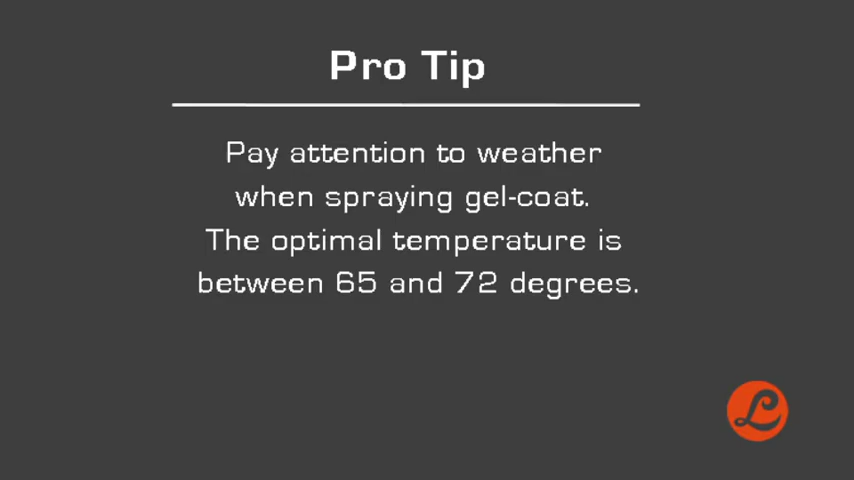 Pro Tip
Pay attention to weather
when spraying gel-coat.
The optimal temperature is
between 65 and 72 degrees.
L